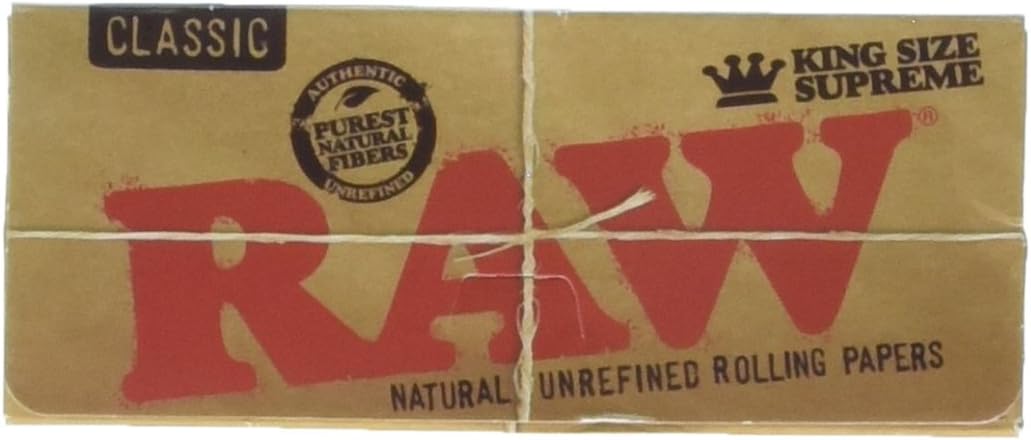 CLASSIC
KING SIZE
SUPREME
AUTHENTIC
PUREST
NATURAL
FIBERS
UNREFINED
RAW®
NATURAL UNREFINED ROLLING PAPERS